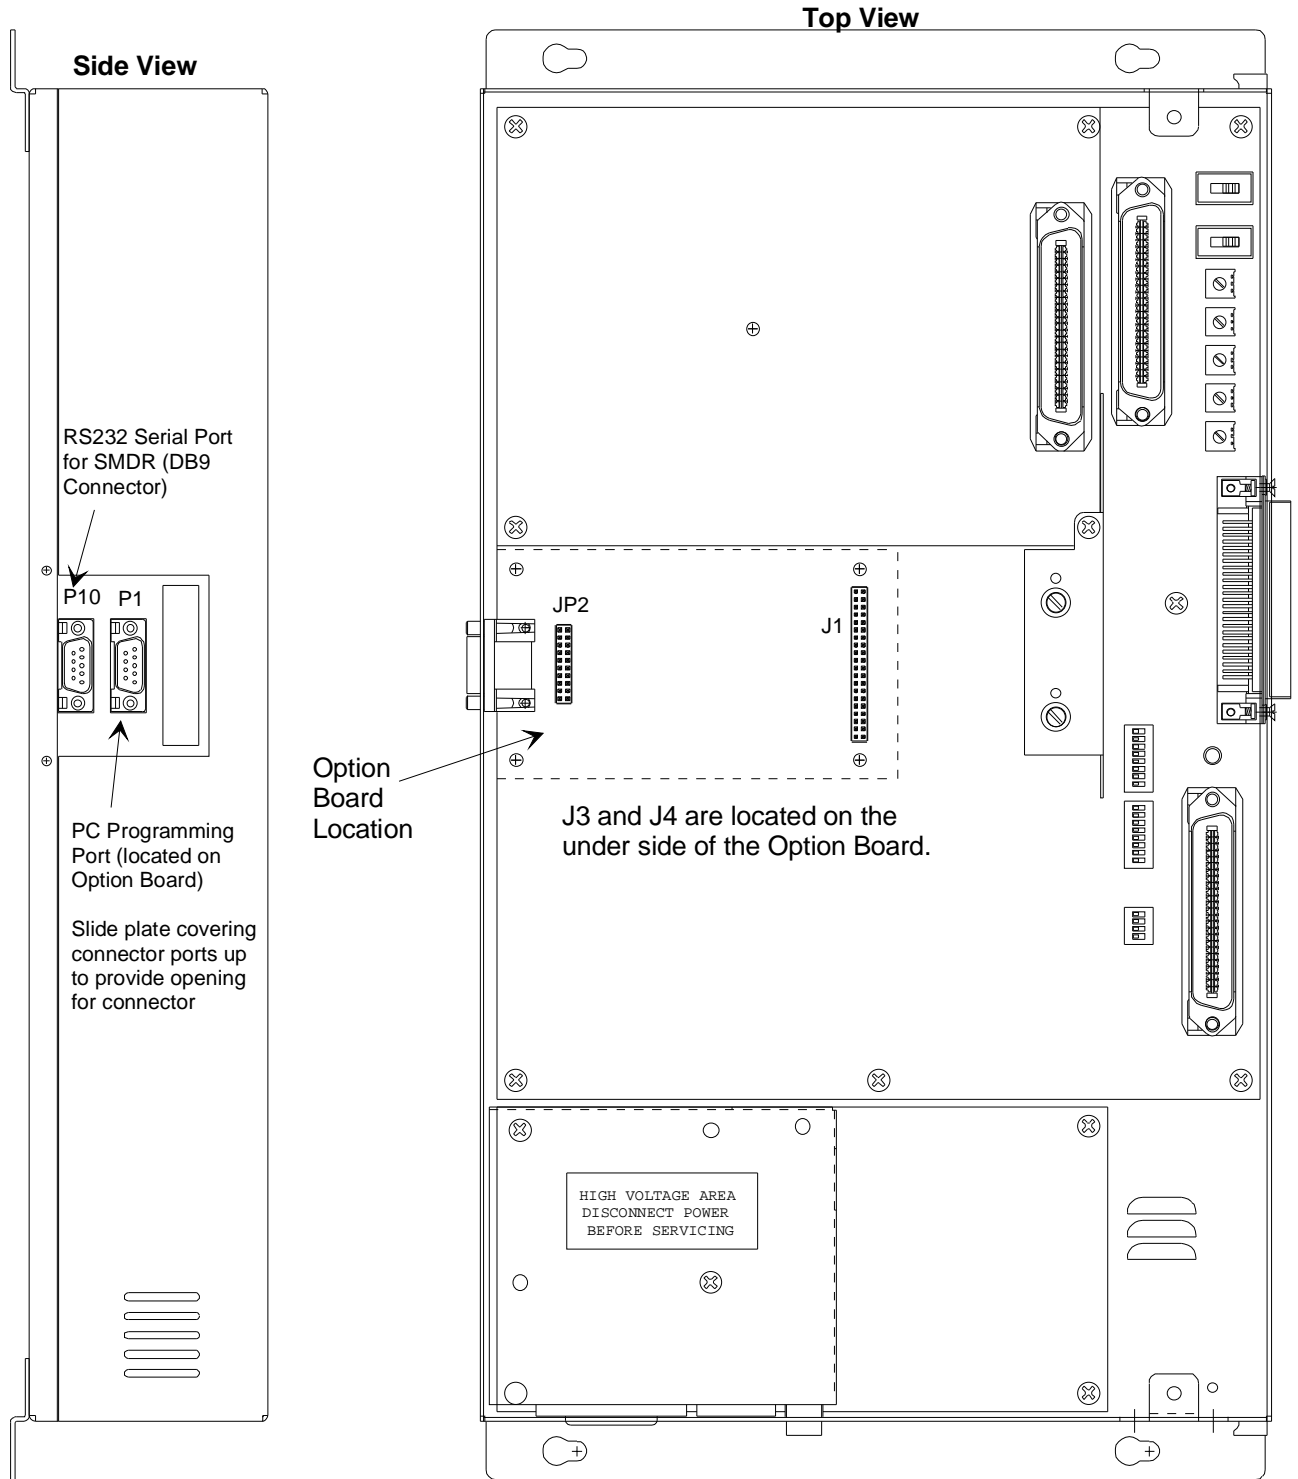 Top View
Side View
RS232 Serial Port
for SMDR (DB9
Connector)
P10 P1
JP2
J1
Option
Board
Location
J3 and J4 are located on the
under side of the Option Board.
PC Programming
Port (located on
Option Board)
Slide plate covering
connector ports up
to provide opening
for connector
HIGH VOLTAGE AREA
DISCONNECT POWER
BEFORE SERVICING